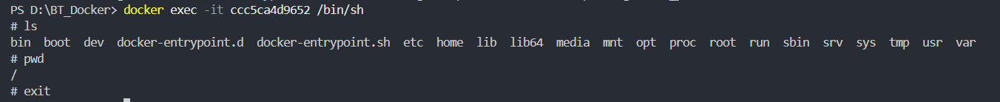 PS D:\BT_Docker> docker exec -it ccc5ca4d9652 /bin/sh
# ls
bin  boot  dev  docker-entrypoint.d  docker-entrypoint.sh  etc  home  lib  lib64  media  mnt  opt  proc  root  run  sbin  srv  sys  tmp  usr  var
# pwd
/
# exit